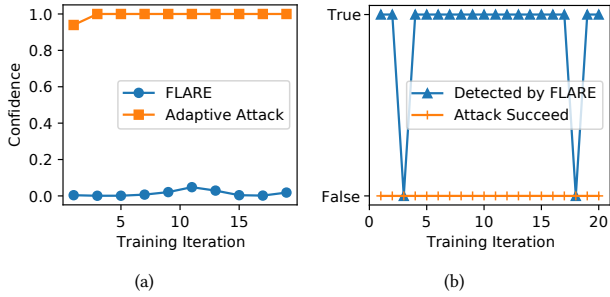 1.0
0.8
0.6
0.4
0.2
0.0
Confidence
FLARE
Adaptive Attack
5
10
15
Training Iteration
(a)
True
False
Detected by FLARE
Attack Succeed
0
5
10
15
20
Training Iteration
(b)